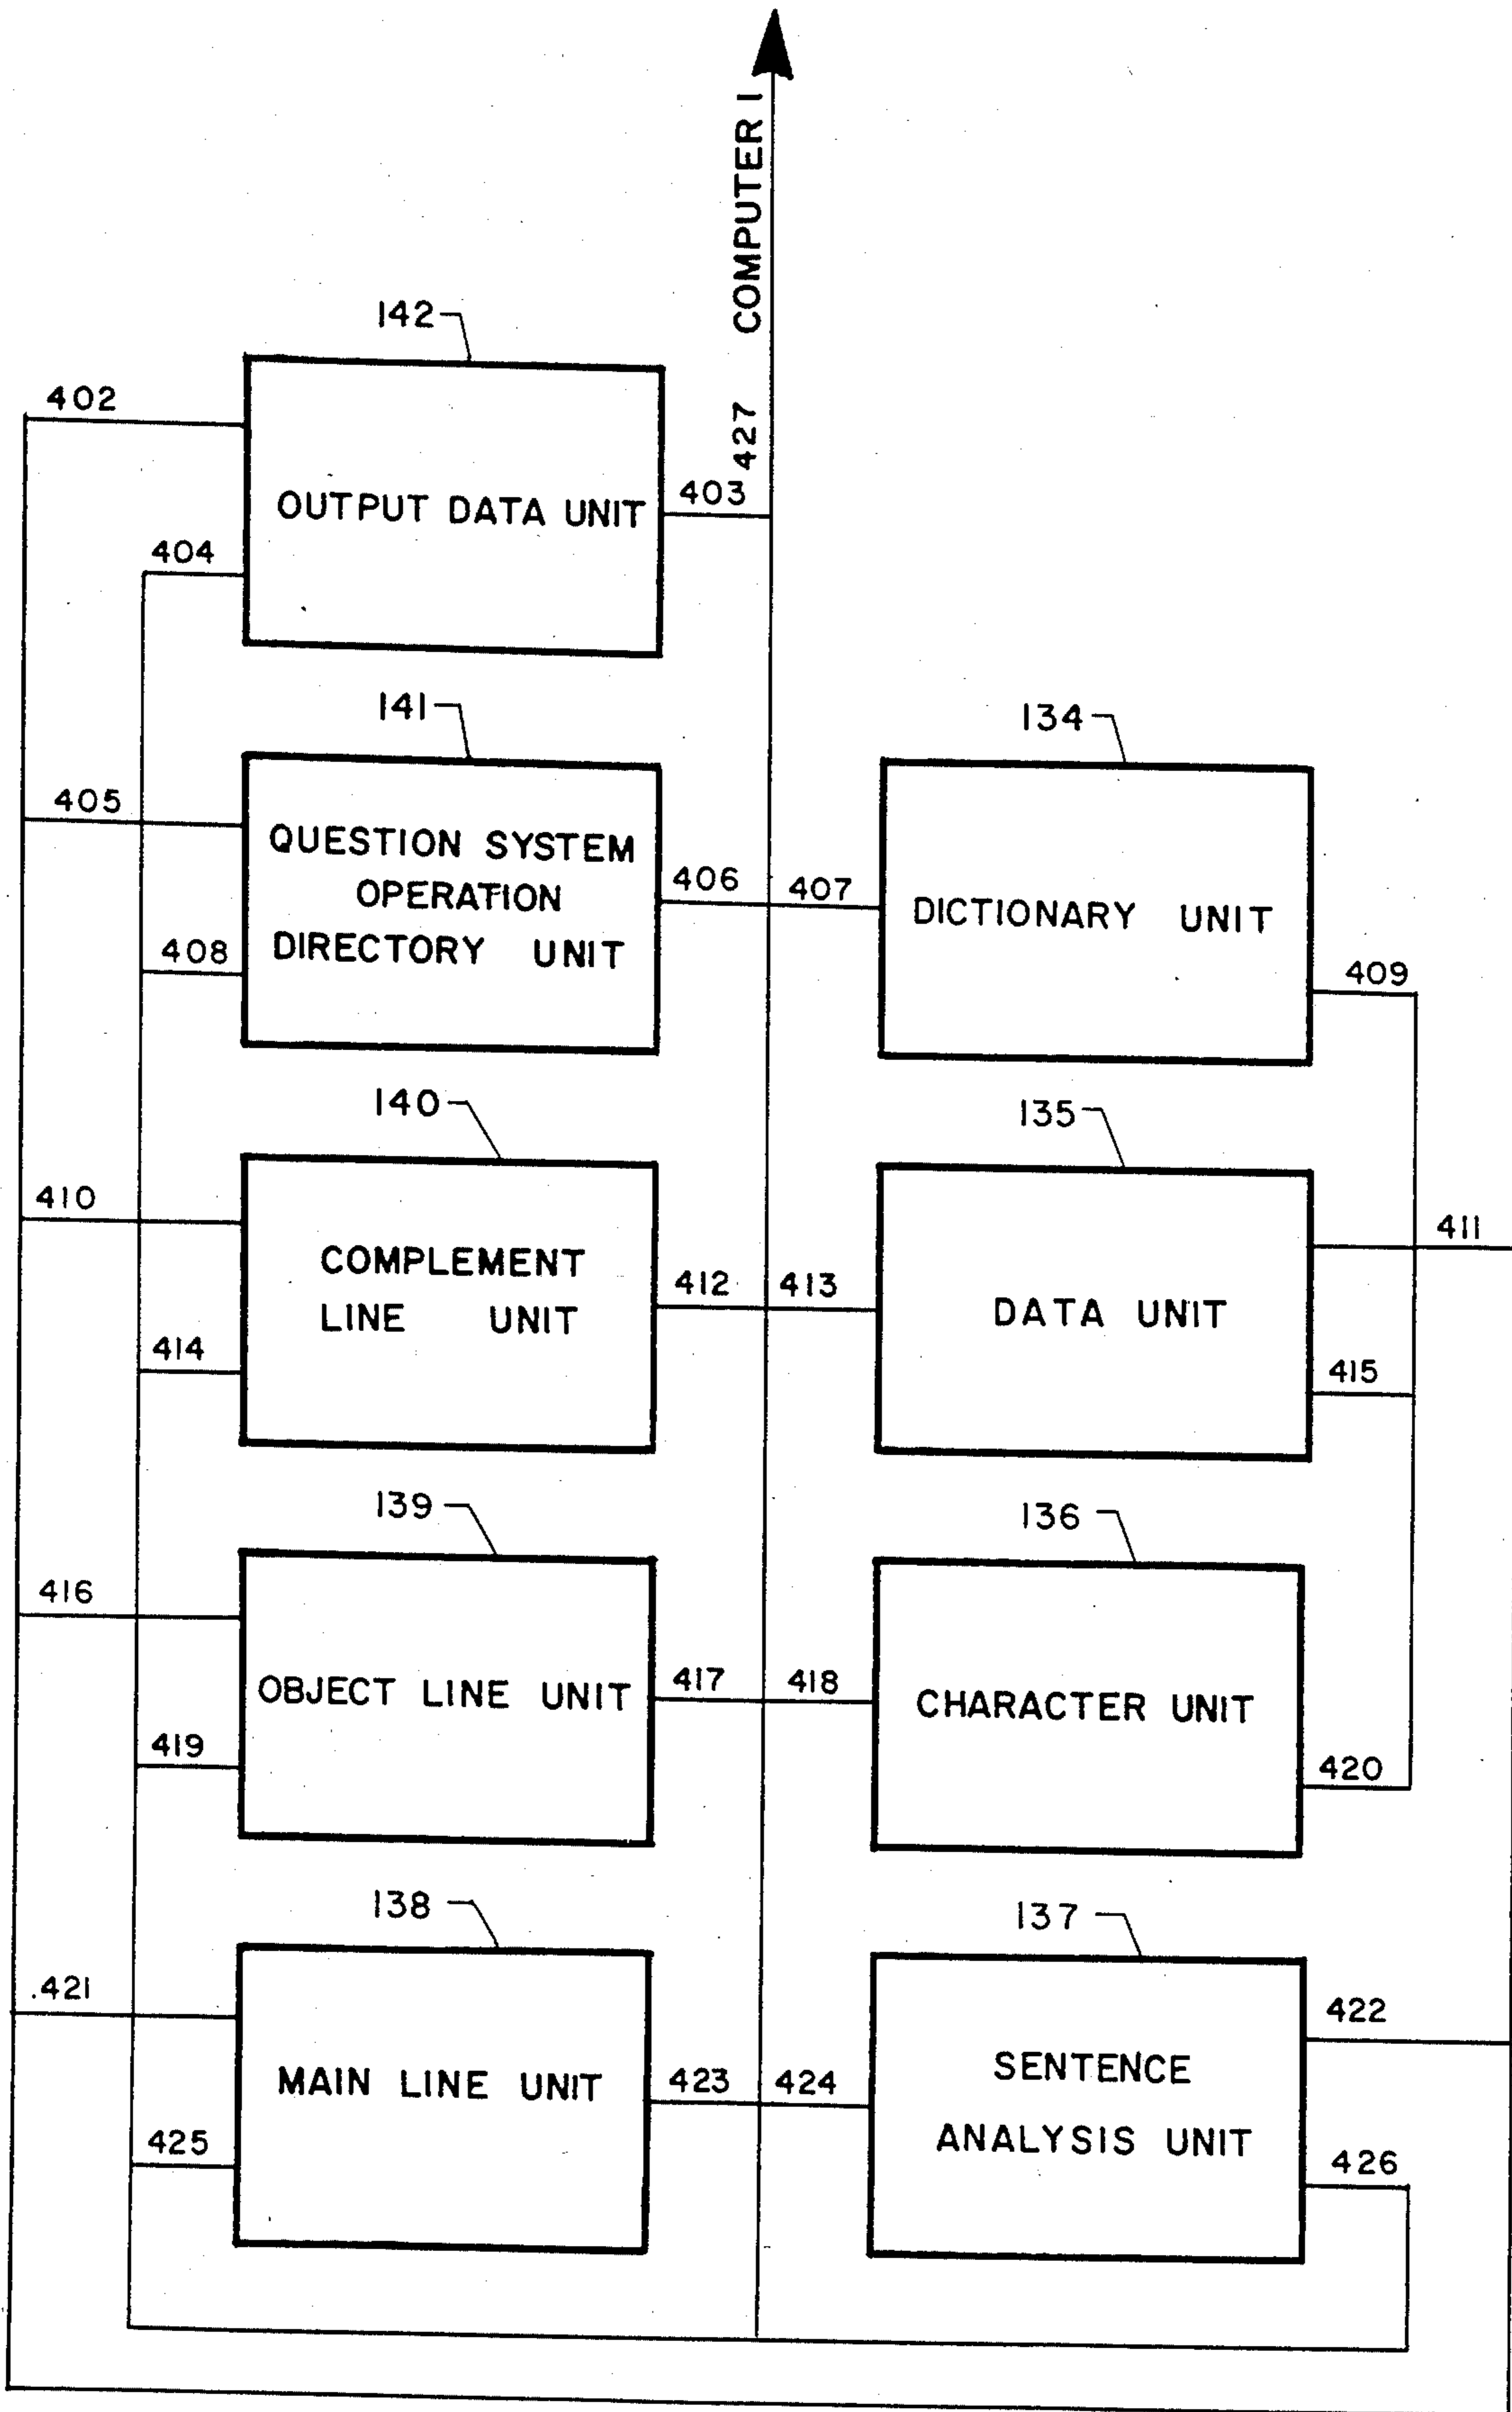 COMPUTER 1
427
142
402
OUTPUT DATA UNIT
403
404
141
134
405
QUESTION SYSTEM
OPERATION
DIRECTORY UNIT
406
407
DICTIONARY UNIT
408
409
140
135
410
411
COMPLEMENT
LINE UNIT
412
413
DATA UNIT
414
415
139
136
416
OBJECT LINE UNIT
417
418
CHARACTER UNIT
419
420
138
137
421
422
MAIN LINE UNIT
423
424
SENTENCE
ANALYSIS UNIT
425
426